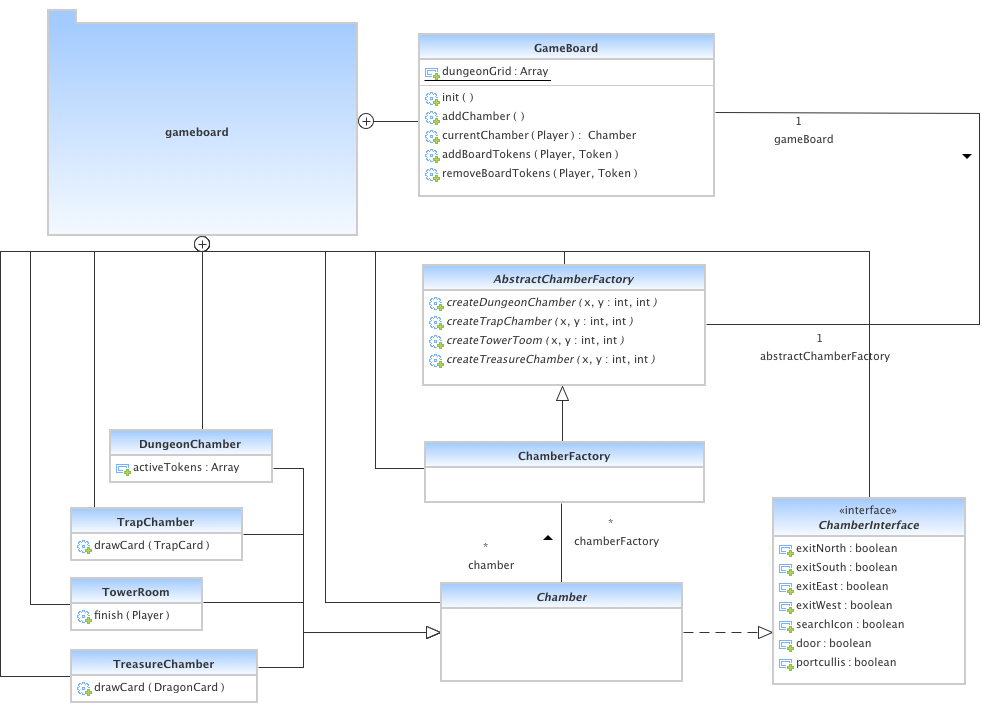 gameboard
GameBoard
dungeonGrid : Array
init ( )
addChamber ( )
currentChamber ( Player ) : Chamber
addBoardTokens ( Player, Token )
removeBoardTokens ( Player, Token )
1
gameBoard
AbstractChamberFactory
createDungeonChamber ( x, y : int, int )
createTrapChamber ( x, y : int, int )
createTowerToom ( x, y : int, int )
createTreasureChamber ( x, y : int, int )
1
abstractChamberFactory
DungeonChamber
activeTokens : Array
ChamberFactory
TrapChamber
drawCard ( TrapCard )
*
chamberFactory
*
chamber
«interface»
ChamberInterface
exitNorth : boolean
exitSouth : boolean
exitEast : boolean
exitWest : boolean
searchIcon : boolean
door : boolean
portcullis : boolean
TowerRoom
finish ( Player )
Chamber
TreasureChamber
drawCard ( DragonCard )